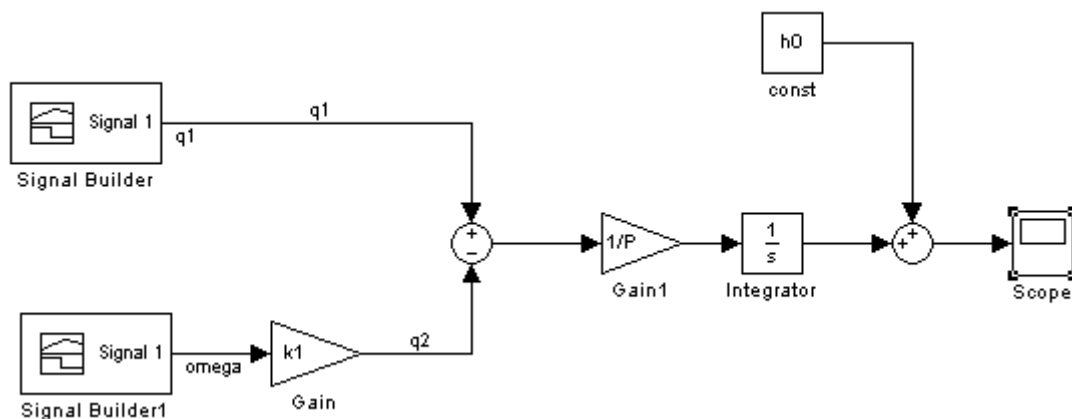 h0
const
Signal 1
q1
q1
Signal Builder
+
−
1/P
Gain1
1
s
Integrator
+
+
Scope
Signal 1
omega
k1
q2
Gain
Signal Builder1